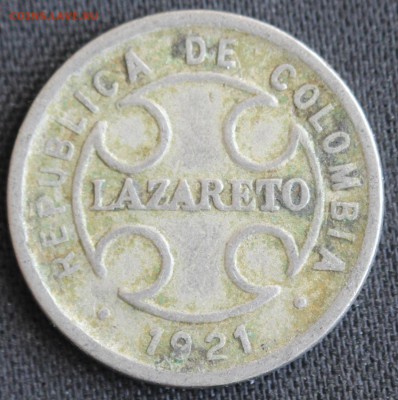 REPUBLICA DE COLOMBIA
LAZARETO
1921